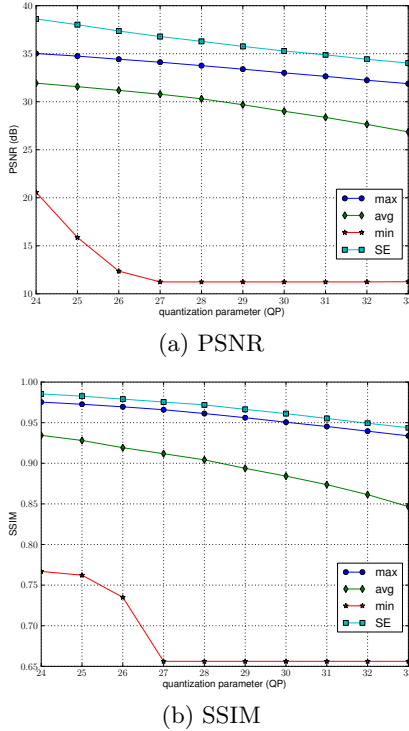 40
35
30
25
20
15
10
PSNR (dB)
max
avg
min
SE
24 25 26 27 28 29 30 31 32 33
quantization parameter (QP)
(a) PSNR
1.00
0.95
0.90
0.85
0.80
0.75
0.70
0.65
SSIM
max
avg
min
SE
24 25 26 27 28 29 30 31 32 33
quantization parameter (QP)
(b) SSIM